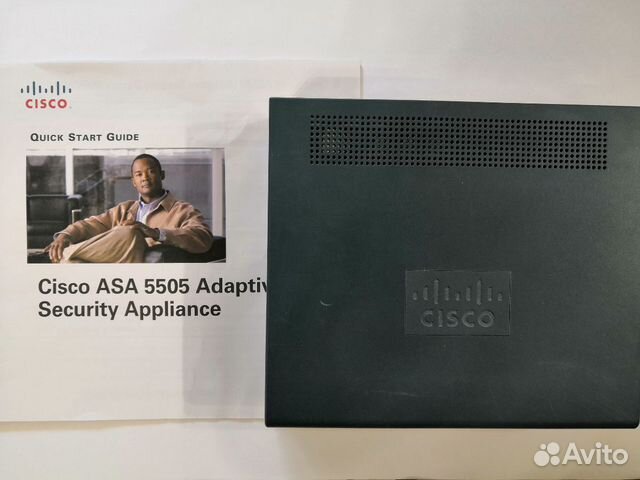 CISCO
QUICK START GUIDE
Cisco ASA 5505 Adaptiv
Security Appliance
CISCO
Avito